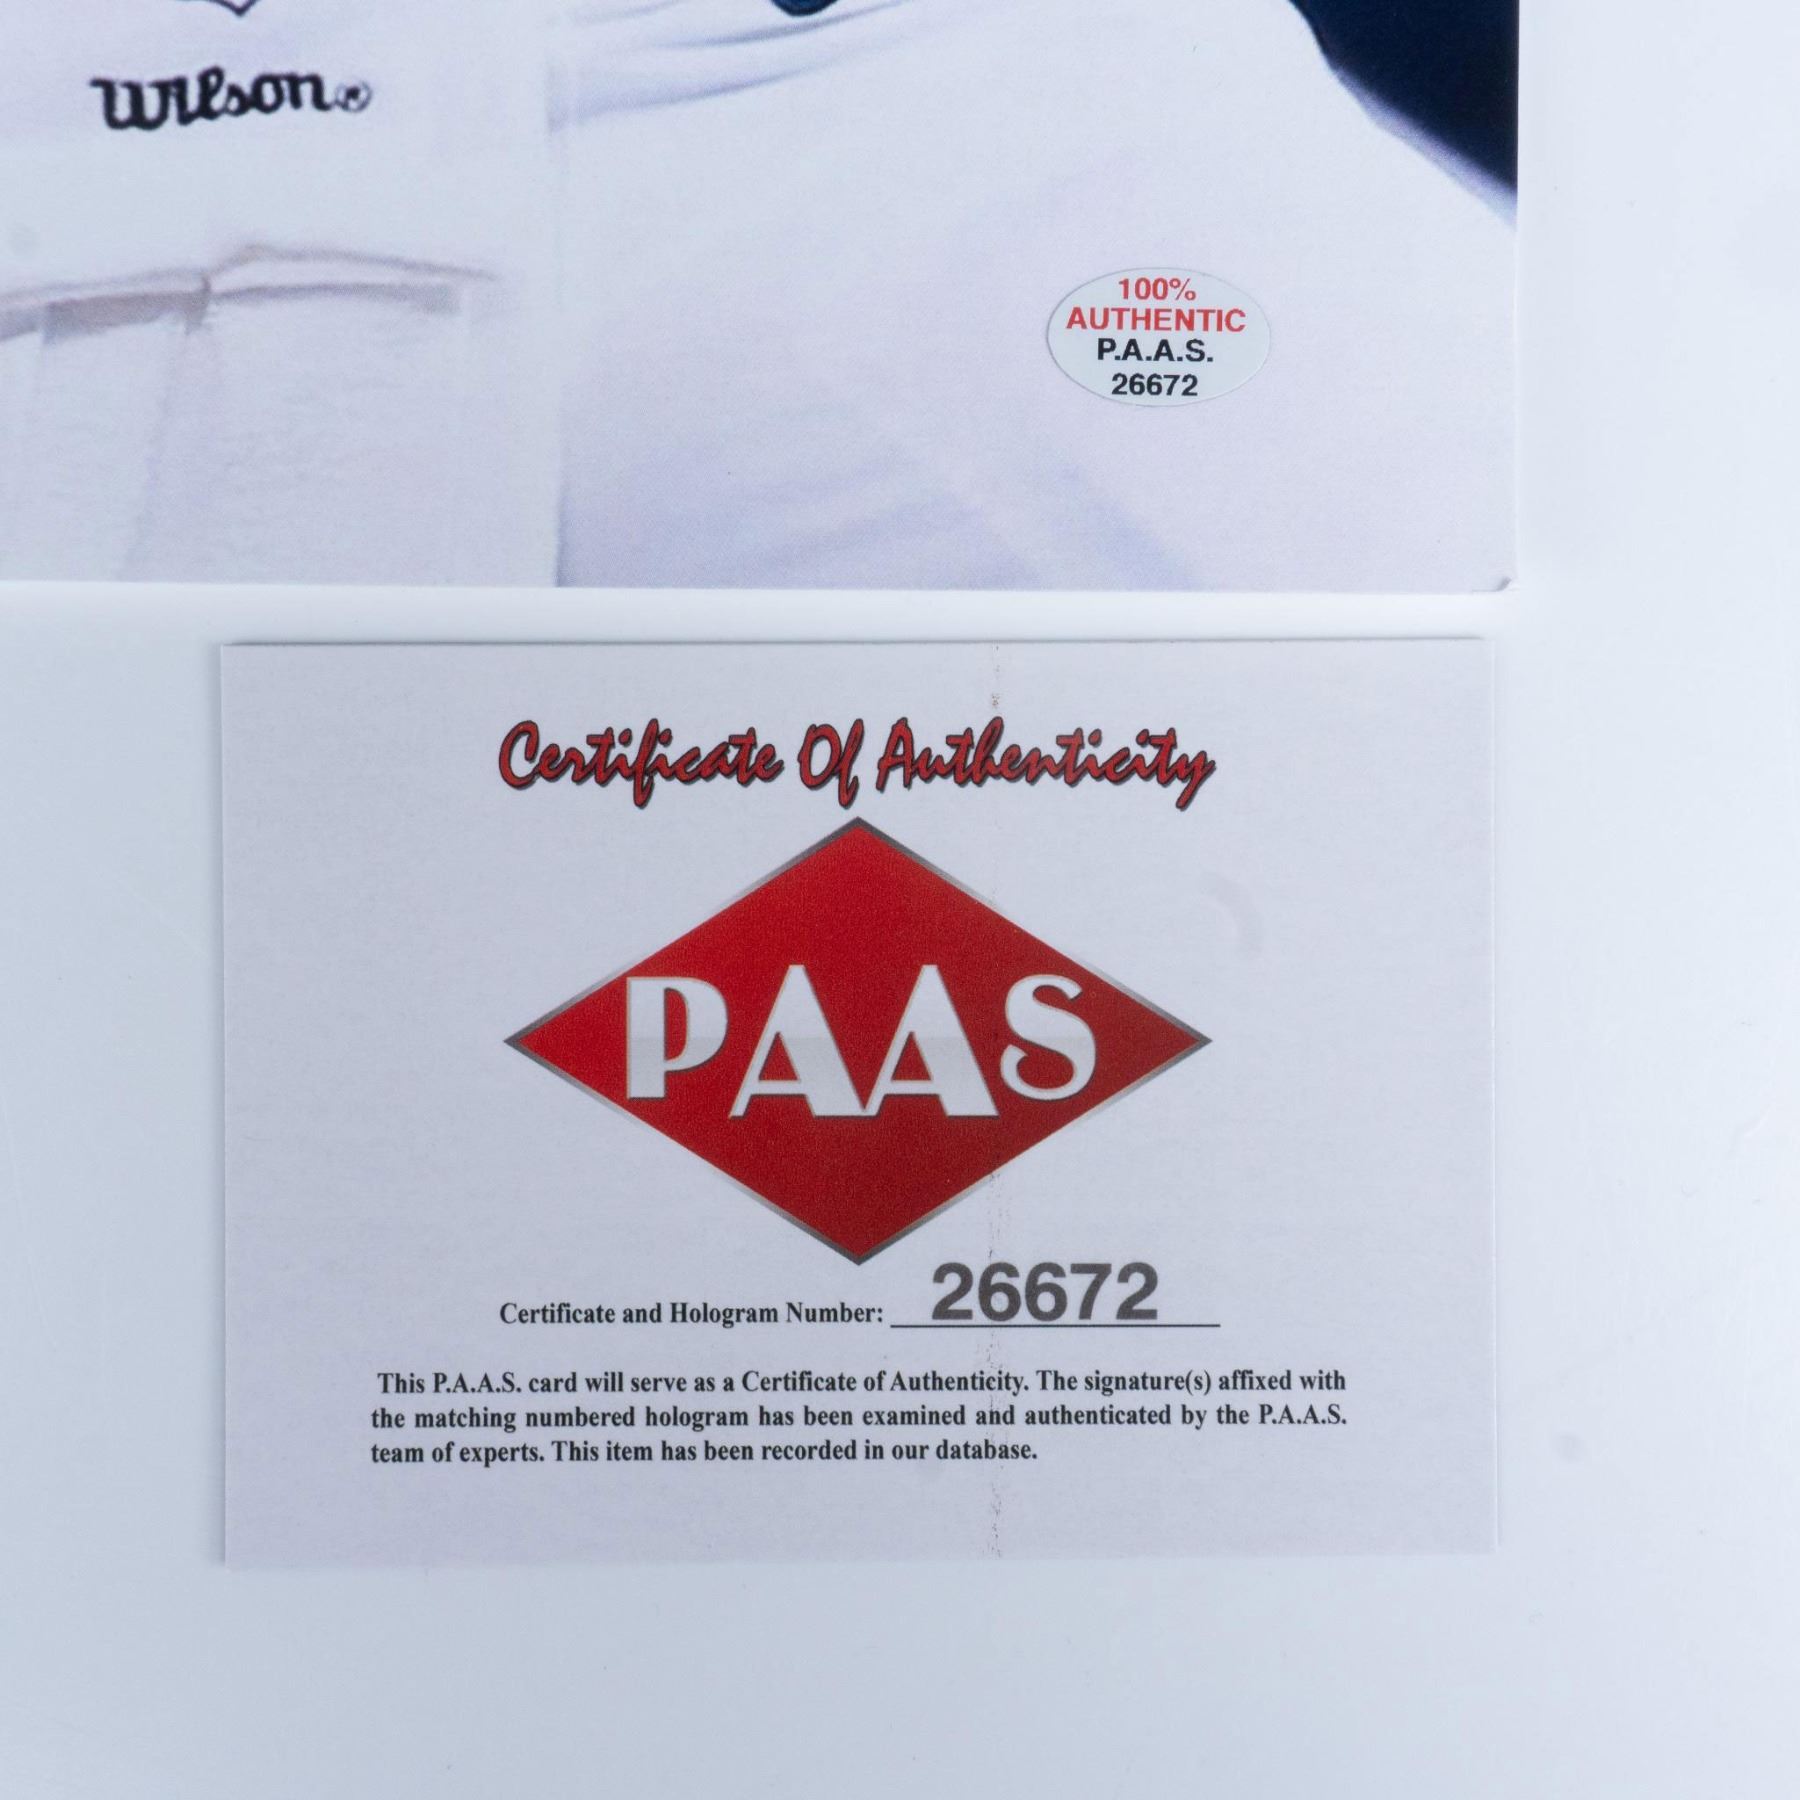 Wilson®
100%
AUTHENTIC
P.A.A.S.
26672
Certificate Of Authenticity
PAAS
Certificate and Hologram Number: 26672
This P.A.A.S. card will serve as a Certificate of Authenticity. The signature(s) affixed with
the matching numbered hologram has been examined and authenticated by the P.A.A.S.
team of experts. This item has been recorded in our database.